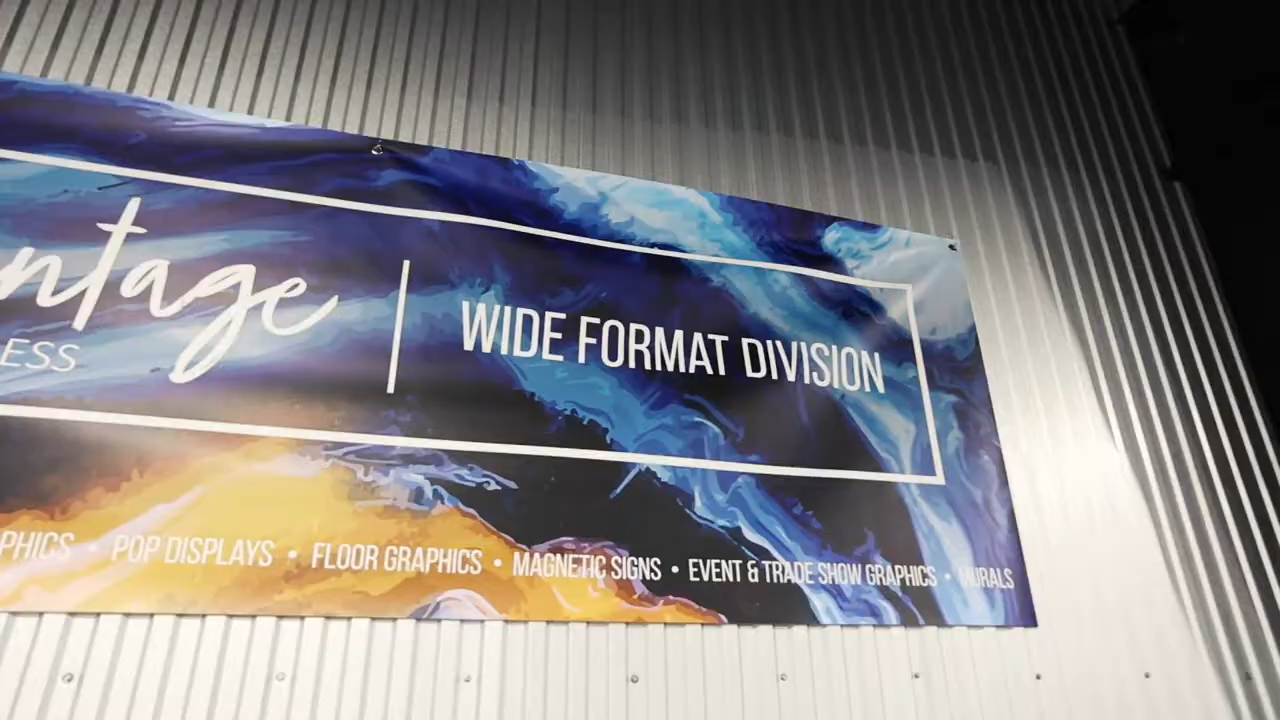 ntage
ESS
WIDE FORMAT DIVISION
PHICS • POP DISPLAYS • FLOOR GRAPHICS • MAGNETIC SIGNS • EVENT & TRADE SHOW GRAPHICS • MURALS